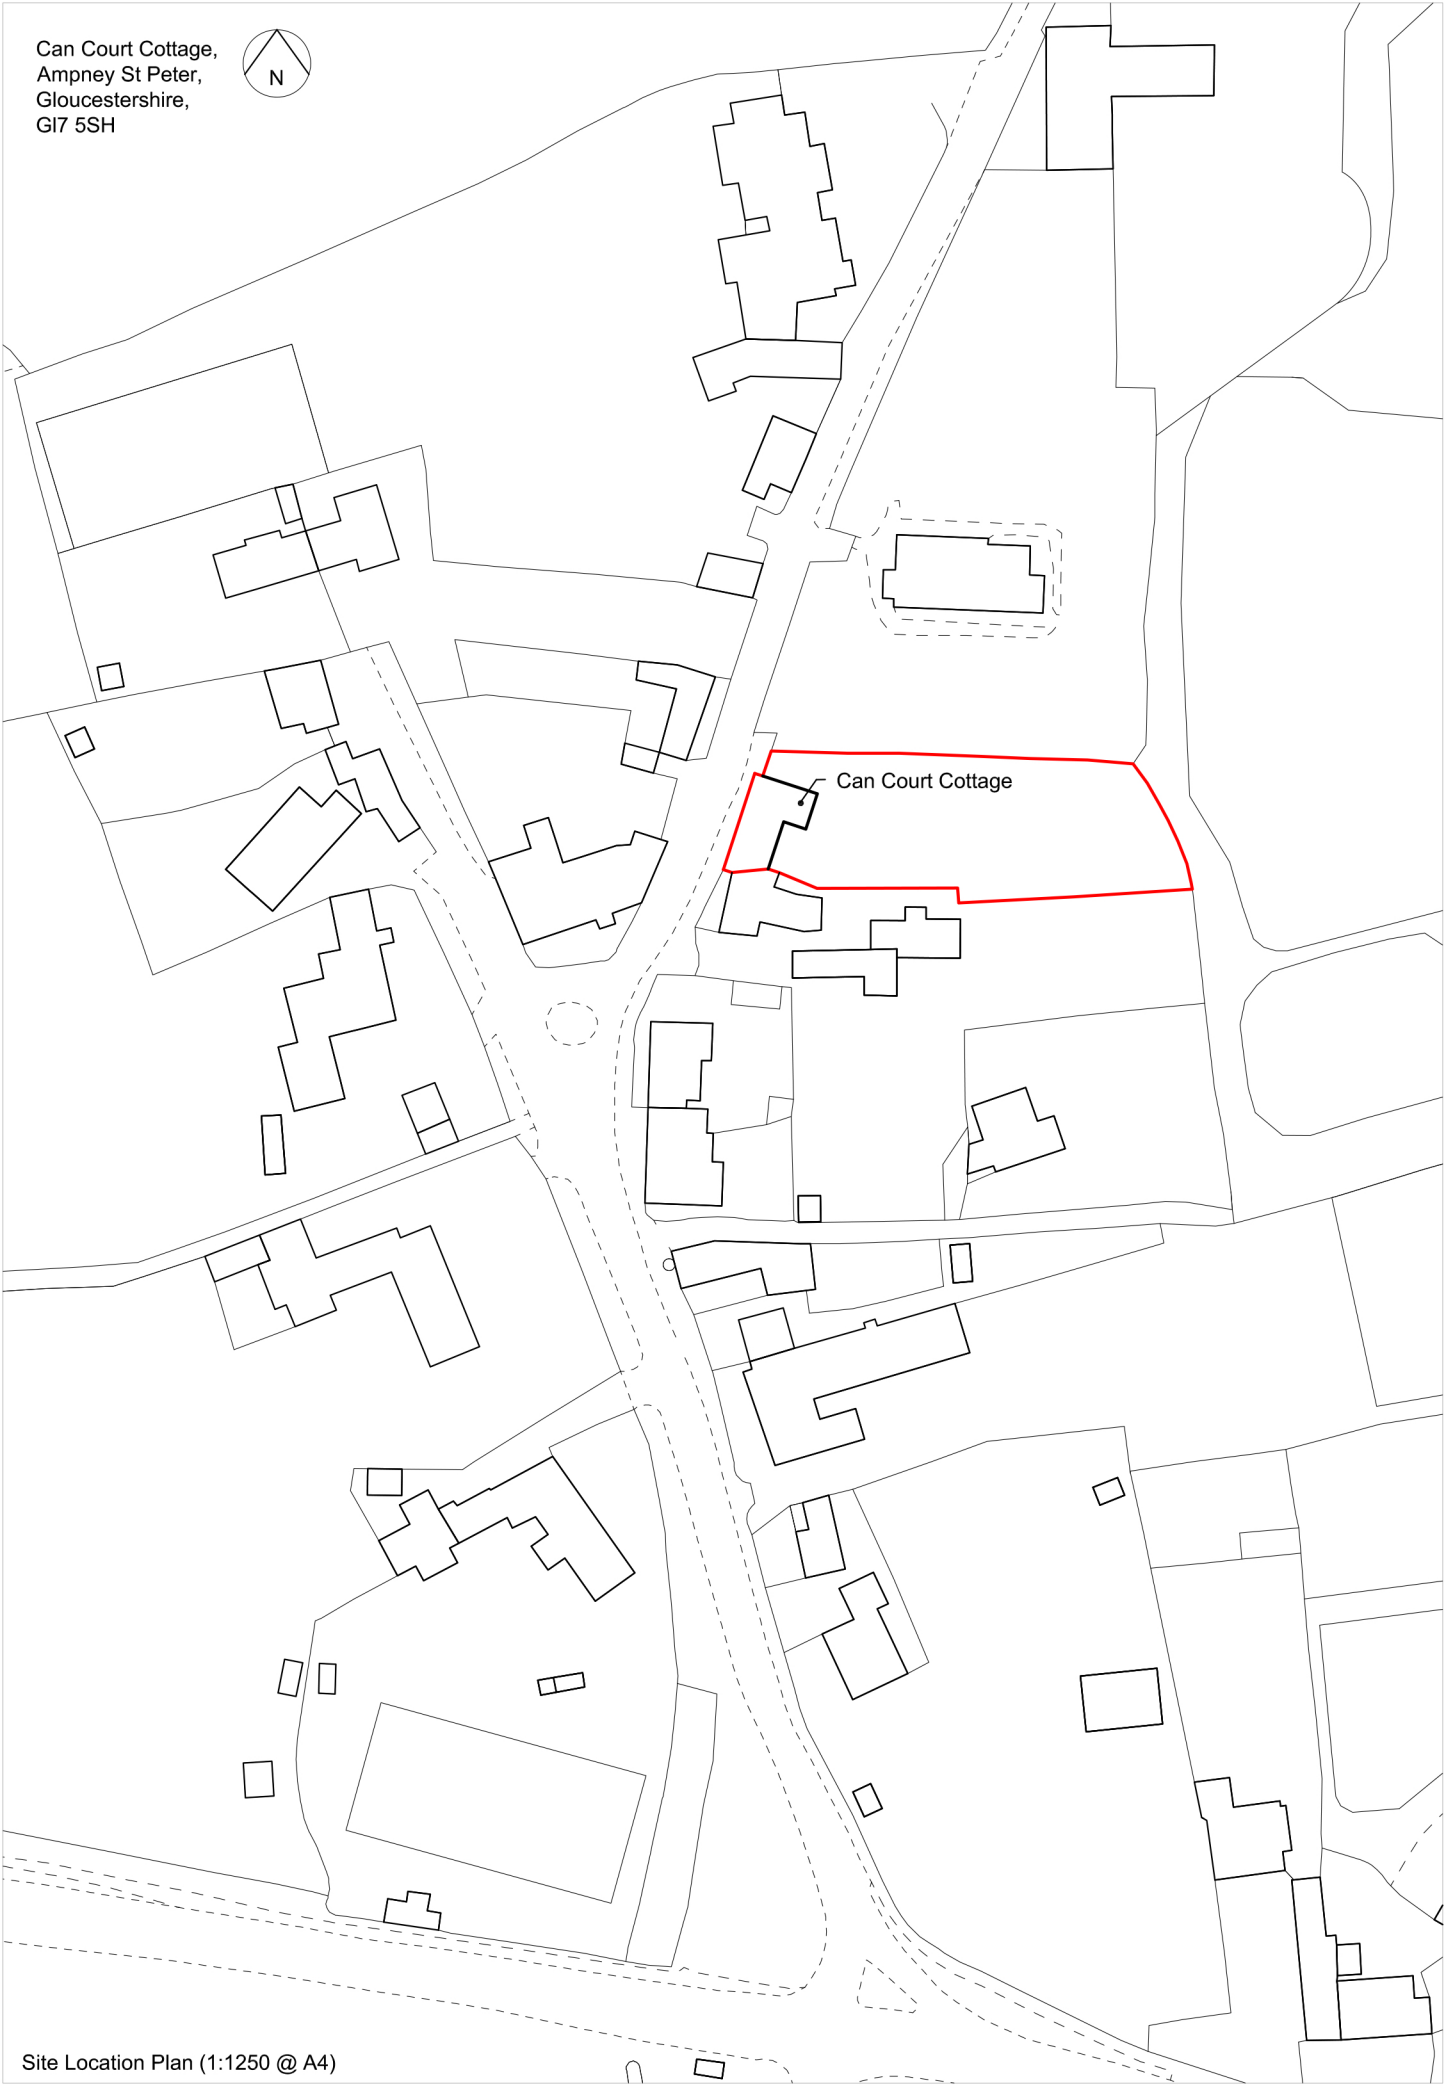 Can Court Cottage,
Ampney St Peter,
Gloucestershire,
Gl7 5SH
N
Can Court Cottage
Site Location Plan (1:1250 @ A4)